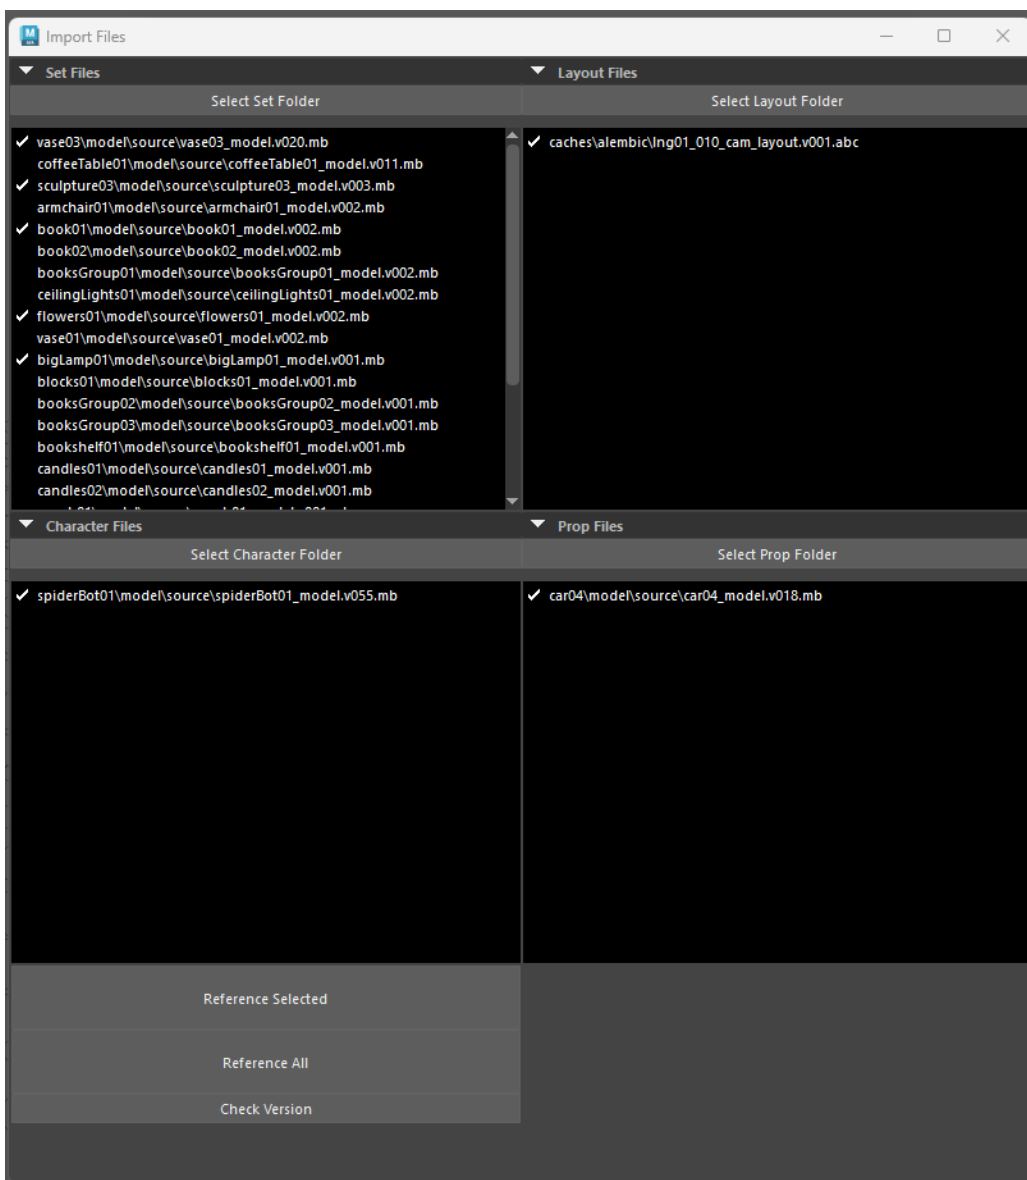 Import Files
Set Files
Select Set Folder
vase03\model\source\vase03_model.v020.mb
coffeeTable01\model\source\coffeeTable01_model.v011.mb
sculpture03\model\source\sculpture03_model.v003.mb
armchair01\model\source\armchair01_model.v002.mb
book01\model\source\book01_model.v002.mb
book02\model\source\book02_model.v002.mb
booksGroup01\model\source\booksGroup01_model.v002.mb
ceilingLights01\model\source\ceilingLights01_model.v002.mb
flowers01\model\source\flowers01_model.v002.mb
vase01\model\source\vase01_model.v002.mb
bigLamp01\model\source\bigLamp01_model.v001.mb
blocks01\model\source\blocks01_model.v001.mb
booksGroup02\model\source\booksGroup02_model.v001.mb
booksGroup03\model\source\booksGroup03_model.v001.mb
bookshelf01\model\source\bookshelf01_model.v001.mb
candles01\model\source\candles01_model.v001.mb
candles02\model\source\candles02_model.v001.mb
Layout Files
Select Layout Folder
caches\alembic\lng01_010_cam_layout.v001.abc
Character Files
Select Character Folder
spiderBot01\model\source\spiderBot01_model.v055.mb
Prop Files
Select Prop Folder
car04\model\source\car04_model.v018.mb
Reference Selected
Reference All
Check Version